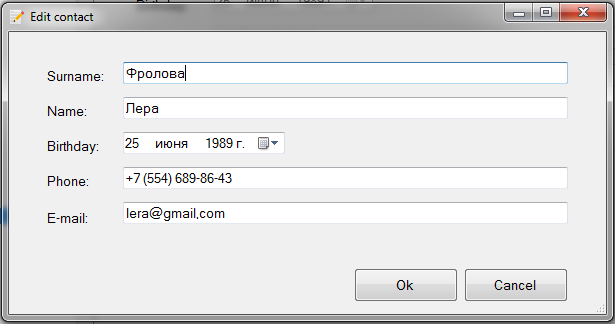 Edit contact
Surname: Фролова
Name: Лера
Birthday: 25 июня 1989 г.
Phone: +7 (554) 689-86-43
E-mail: lera@gmail.com
Ok Cancel